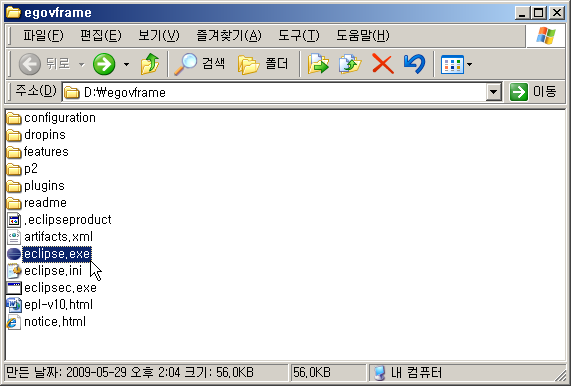 egovframe
파일(F) 편집(E) 보기(V) 즐겨찾기(A) 도구(T) 도움말(H)
뒤로 검색 폴더
주소(D) D:\egovframe 이동
configuration
dropins
features
p2
plugins
readme
.eclipseproduct
artifacts.xml
eclipse.exe
eclipse.ini
eclipsec.exe
epl-v10.html
notice.html
만든 날짜: 2009-05-29 오후 2:04 크기: 56.0KB 56.0KB 내 컴퓨터